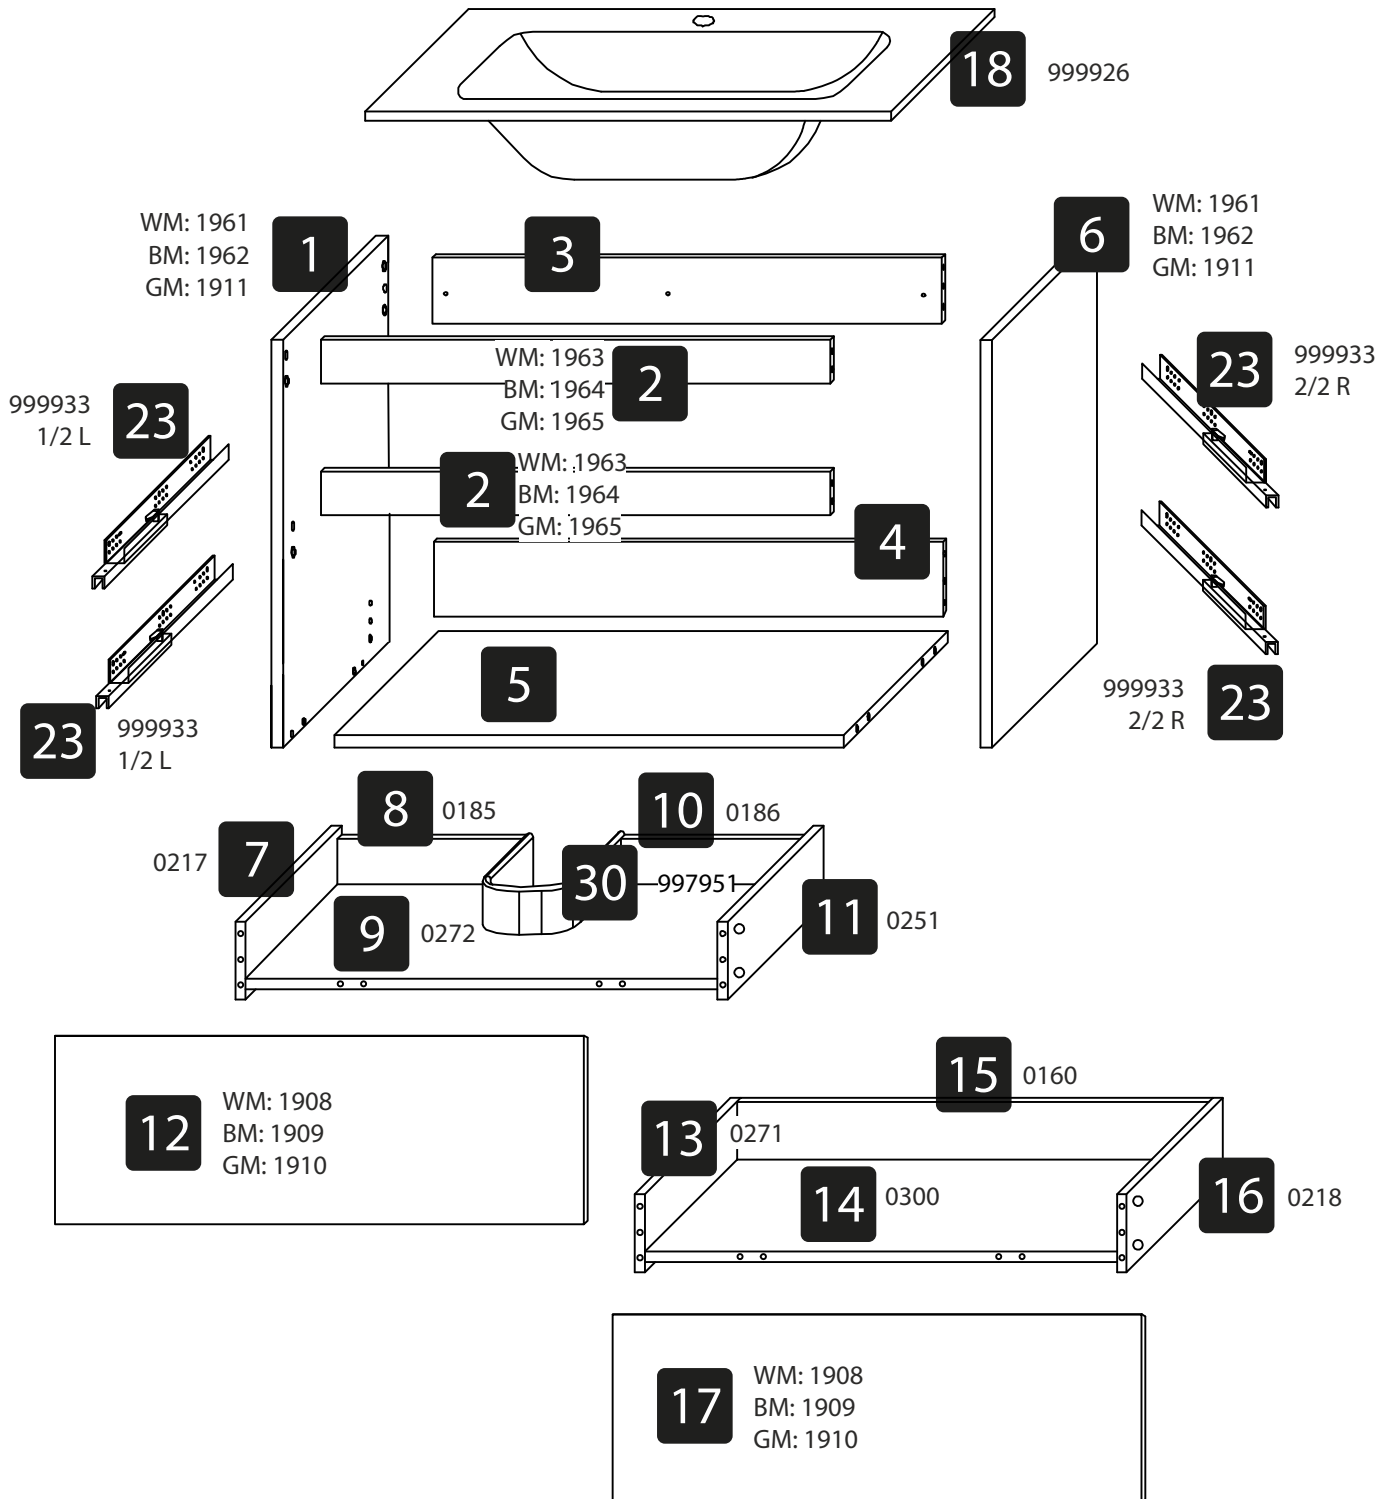 18 999926
WM: 1961
BM: 1962
GM: 1911
1
3
6
WM: 1961
BM: 1962
GM: 1911
WM: 1963
BM: 1964
GM: 1965
2
999933
1/2 L
23
23
999933
2/2 R
2
WM: 1963
BM: 1964
GM: 1965
4
5
23
999933
1/2 L
999933
2/2 R
23
8 0185
10 0186
0217 7
30 997951
9 0272
11 0251
12
WM: 1908
BM: 1909
GM: 1910
15 0160
13 0271
14 0300
16 0218
17
WM: 1908
BM: 1909
GM: 1910